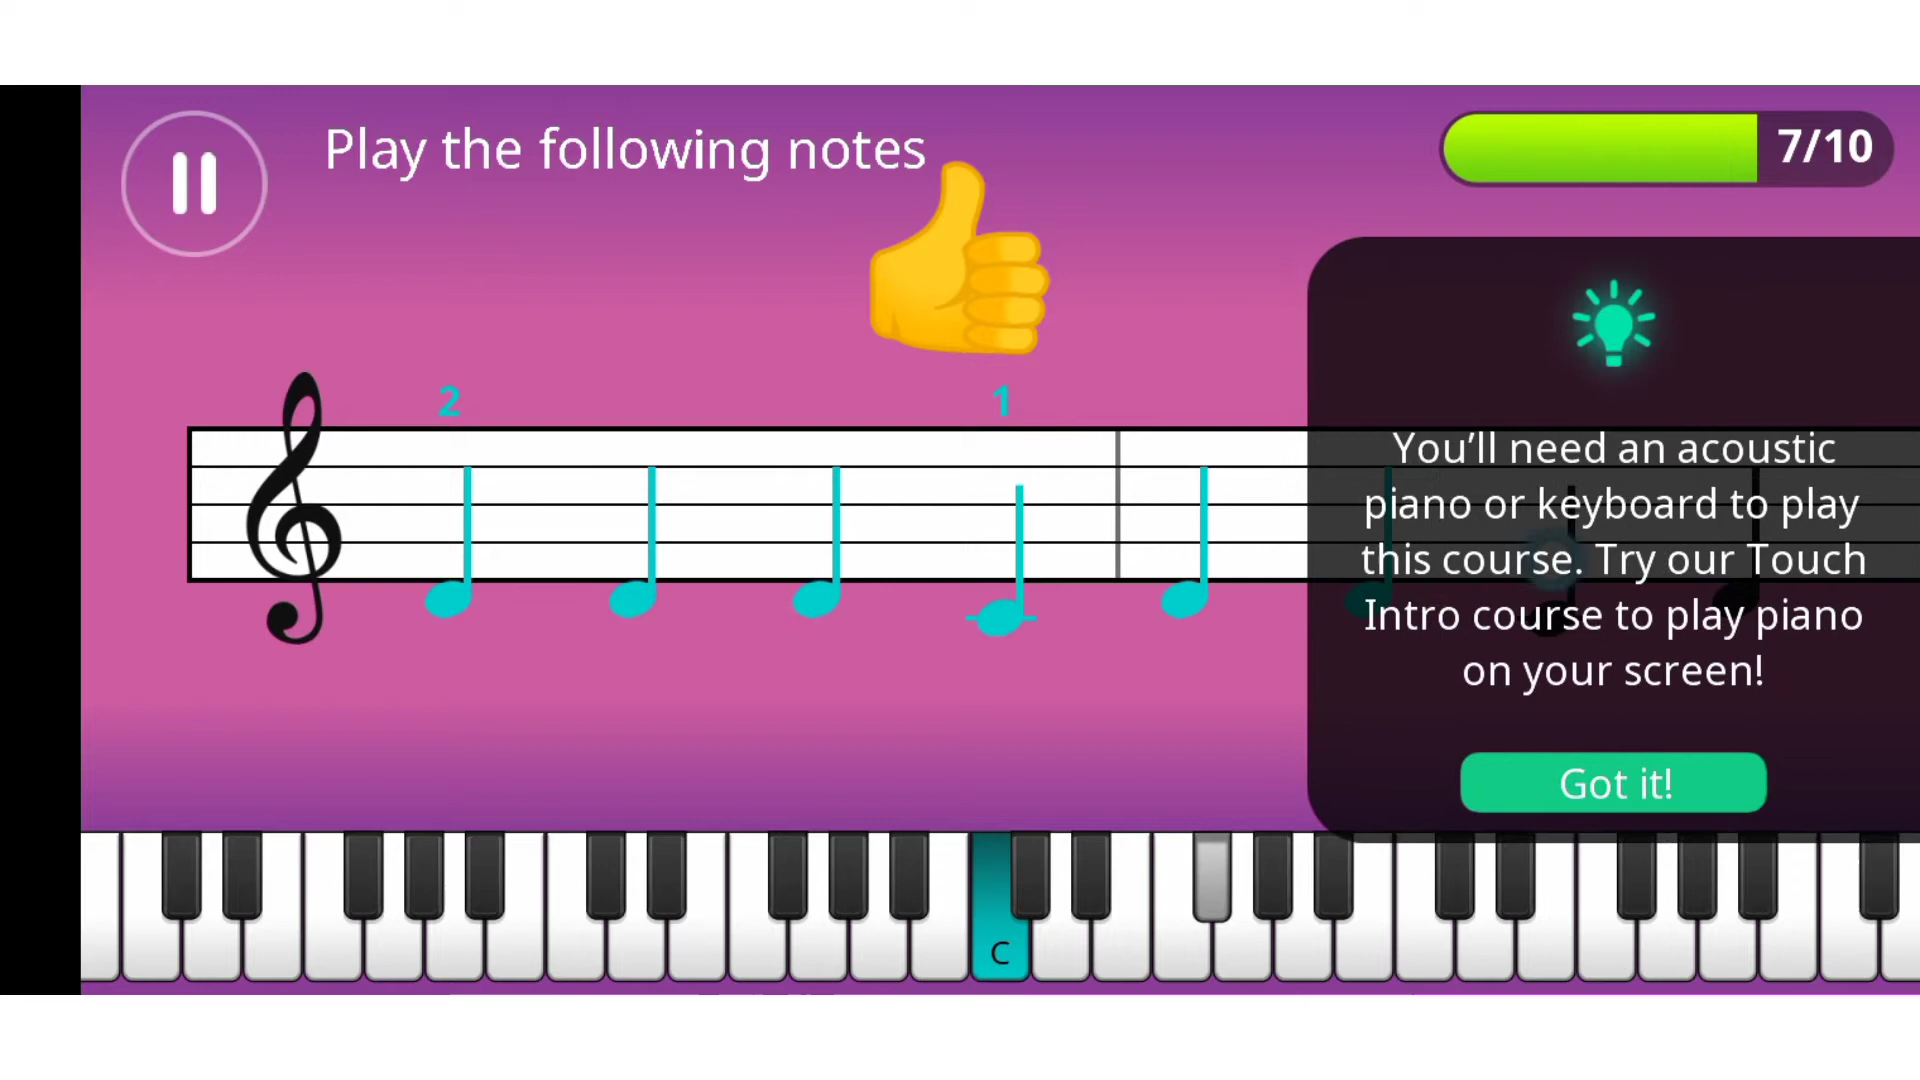 Play the following notes
7/10
2
1
You’ll need an acoustic
piano or keyboard to play
this course. Try our Touch
Intro course to play piano
on your screen!
Got it!
C